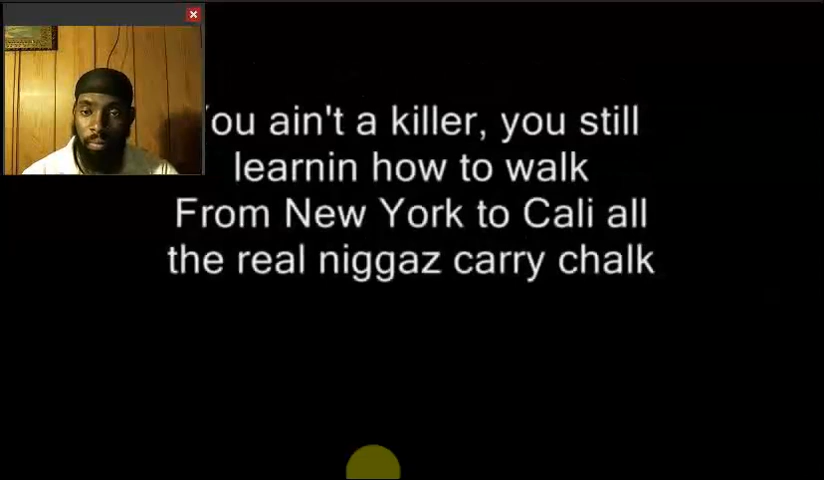 You ain't a killer, you still
learnin how to walk
From New York to Cali all
the real niggaz carry chalk